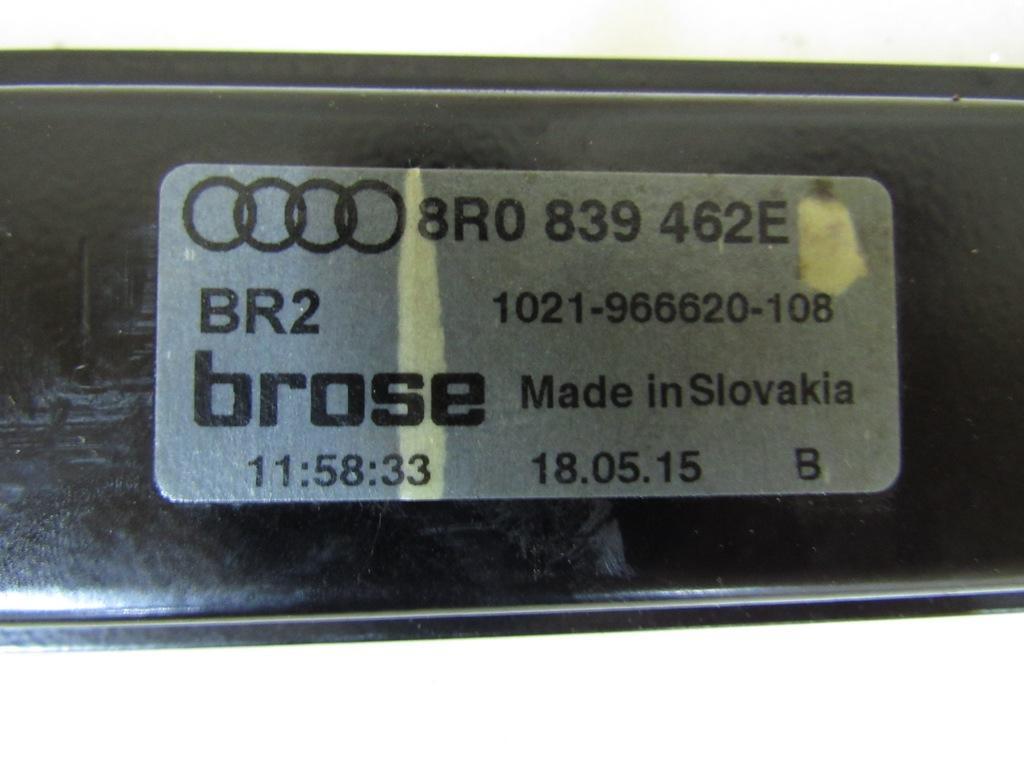 8R0 839 462E
BR2 1021-966620-108
brose Made in Slovakia
11:58:33 18.05.15 B